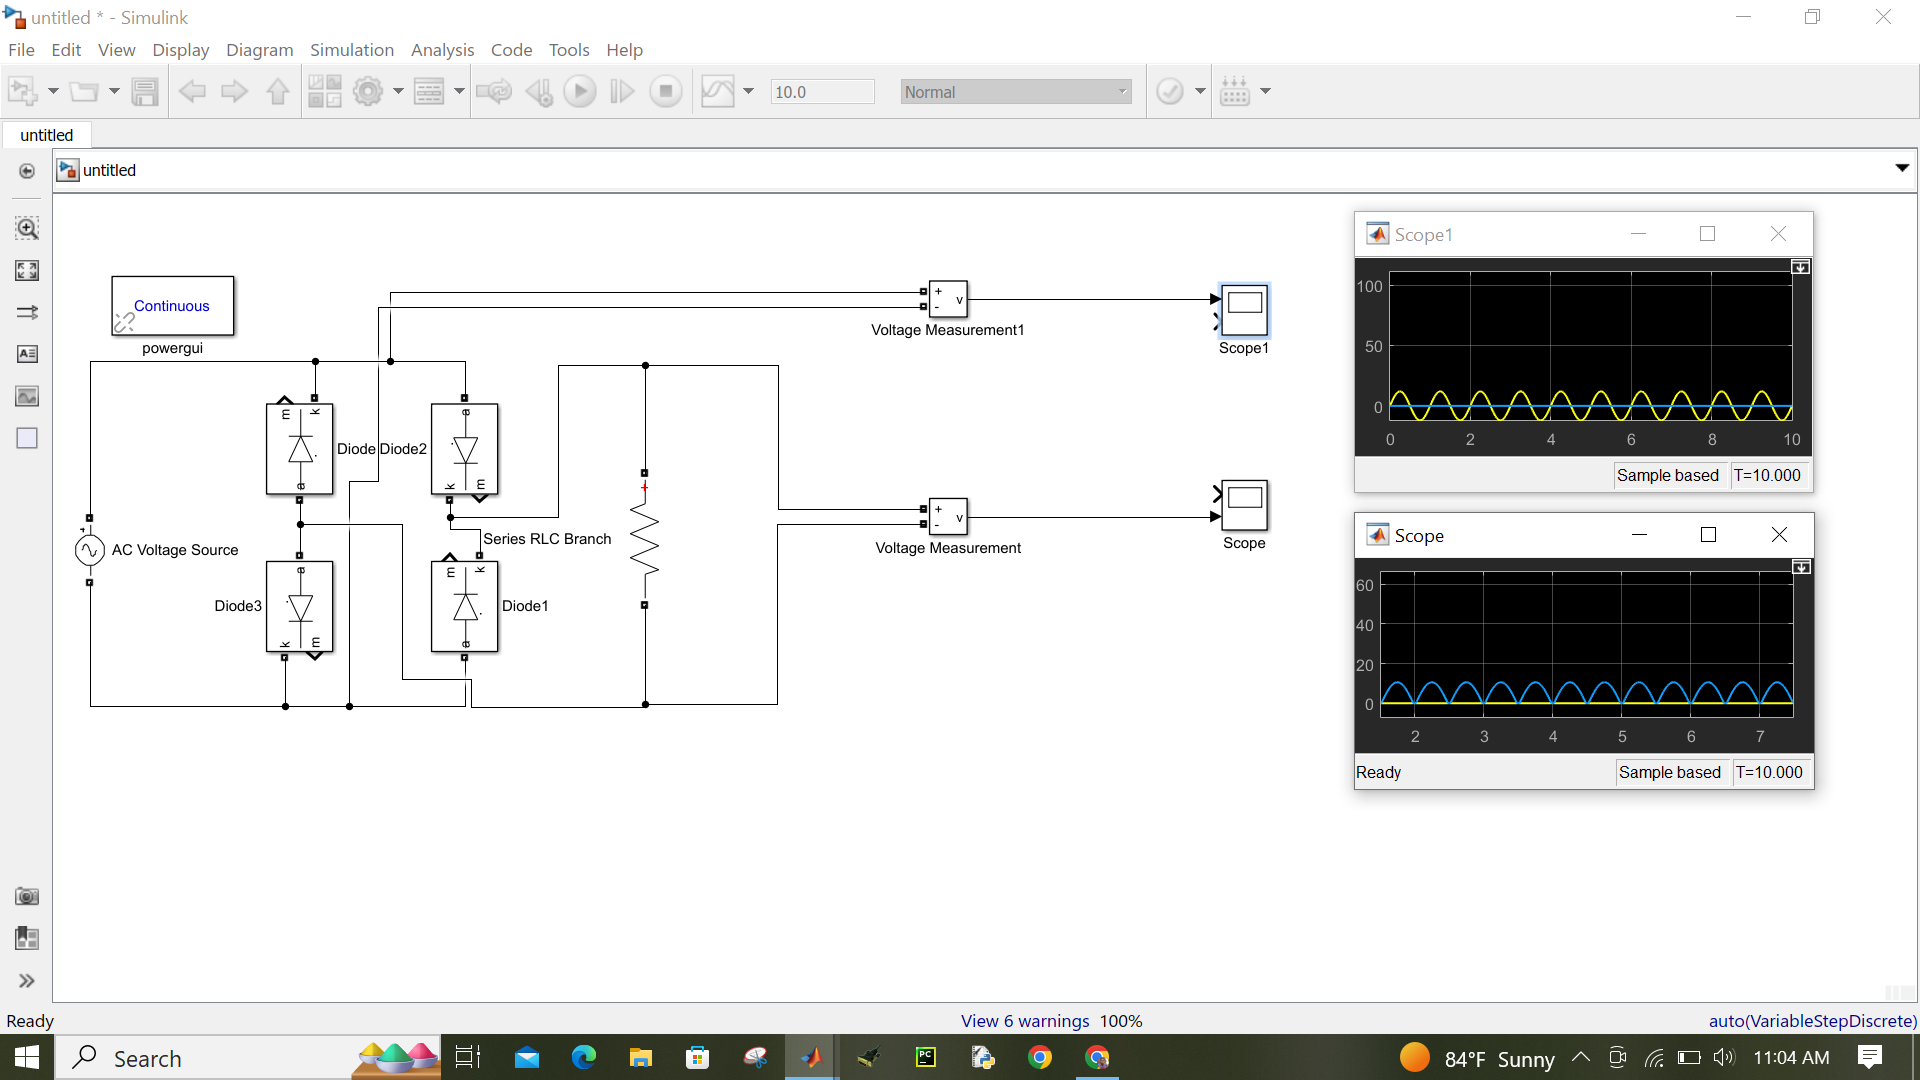 untitled * - Simulink
File Edit View Display Diagram Simulation Analysis Code Tools Help
10.0 Normal
untitled
untitled
Continuous
powergui
+ - v
Voltage Measurement1
Scope1
m k
Diode
a
a
Diode2
k m
+
AC Voltage Source
Series RLC Branch
+
+ - v
Voltage Measurement
Scope
a
Diode3
k m
m k
Diode1
a
Scope1
100
50
0
0 2 4 6 8 10
Sample based T=10.000
Scope
60
40
20
0
2 3 4 5 6 7
Ready Sample based T=10.000
Ready View 6 warnings 100% auto(VariableStepDiscrete)
Search PC 84°F Sunny 11:04 AM